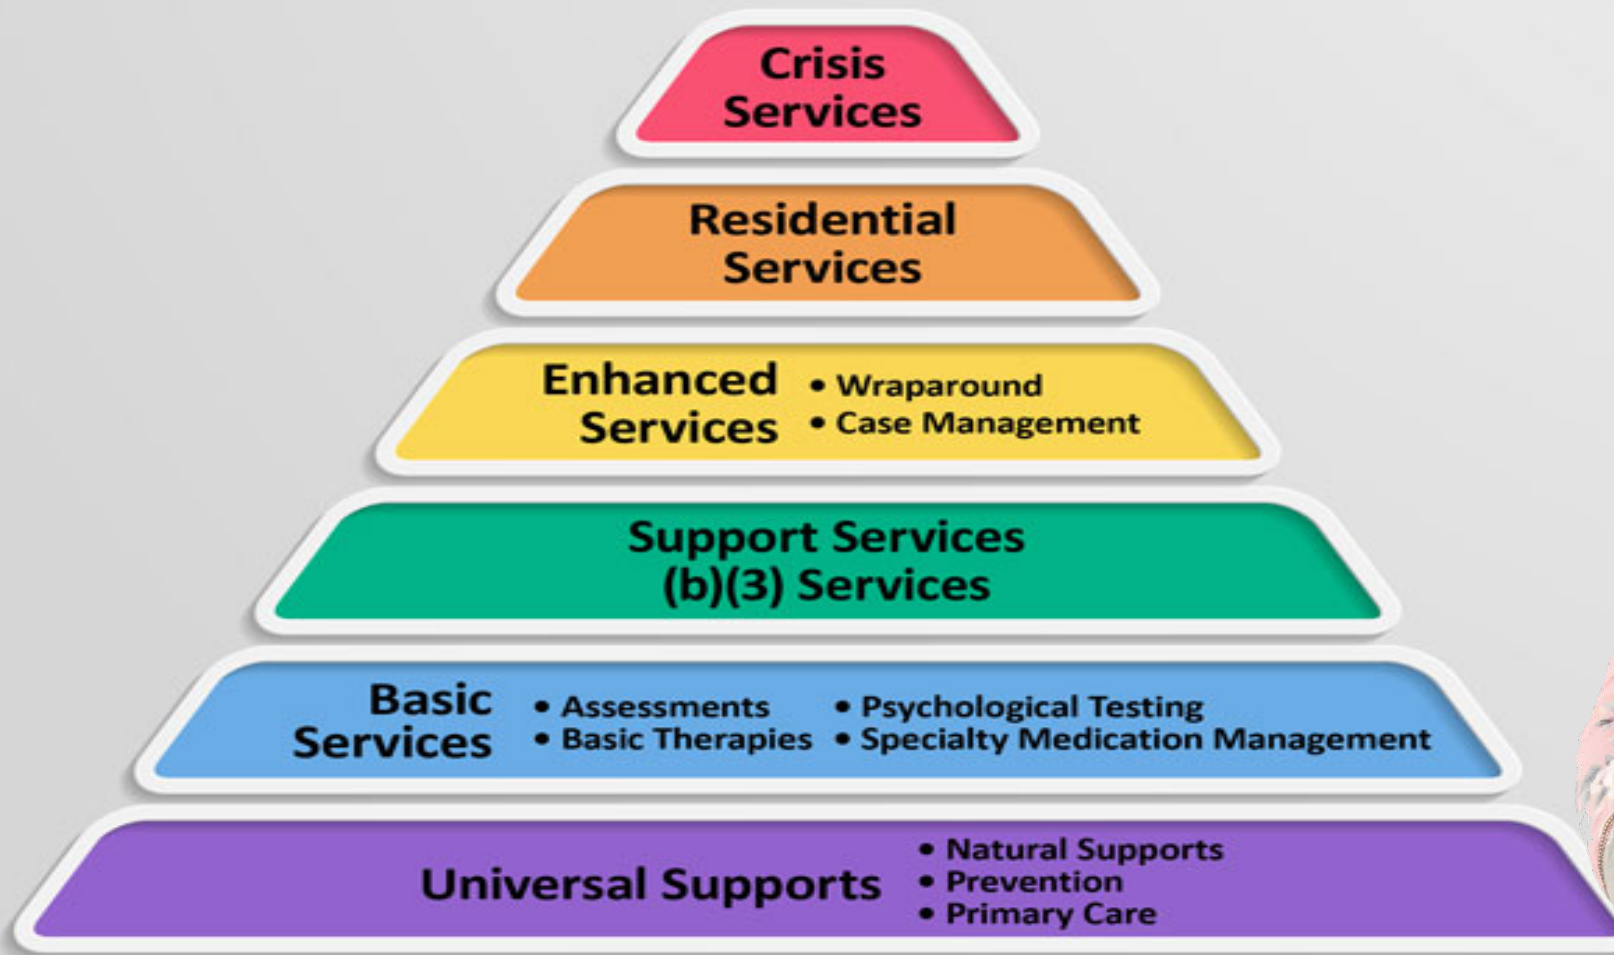 Crisis
Services
Residential
Services
Enhanced
Services
• Wraparound
• Case Management
Support Services
(b)(3) Services
Basic
Services
• Assessments
• Basic Therapies
• Psychological Testing
• Specialty Medication Management
Universal Supports
• Natural Supports
• Prevention
• Primary Care